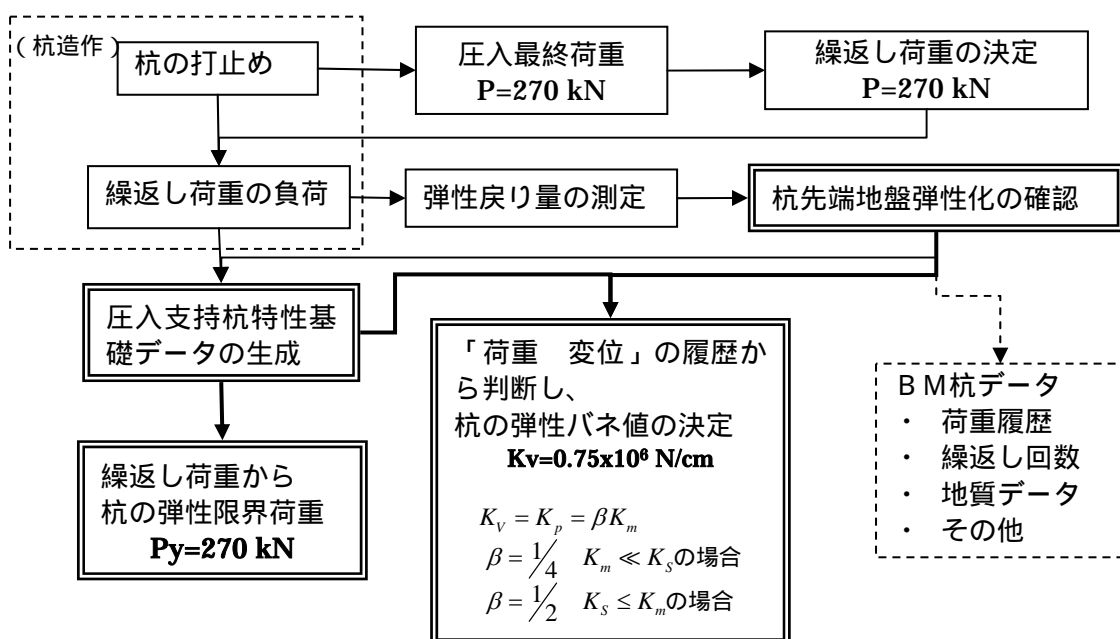 (杭造作)
杭の打止め
圧入最終荷重
P=270 kN
繰返し荷重の決定
P=270 kN
繰返し荷重の負荷
弾性戻り量の測定
杭先端地盤弾性化の確認
圧入支持杭特性基
礎データの生成
「荷重　変位」の履歴か
ら判断し、
杭の弾性バネ値の決定
Kv=0.75x10⁶ N/cm
K_V = K_p = βK_m
β = 1/4 K_m ≪ K_Sの場合
β = 1/2 K_S ≤ K_mの場合
ＢＭ杭データ
・ 荷重履歴
・ 繰返し回数
・ 地質データ
・ その他
繰返し荷重から
杭の弾性限界荷重
Py=270 kN